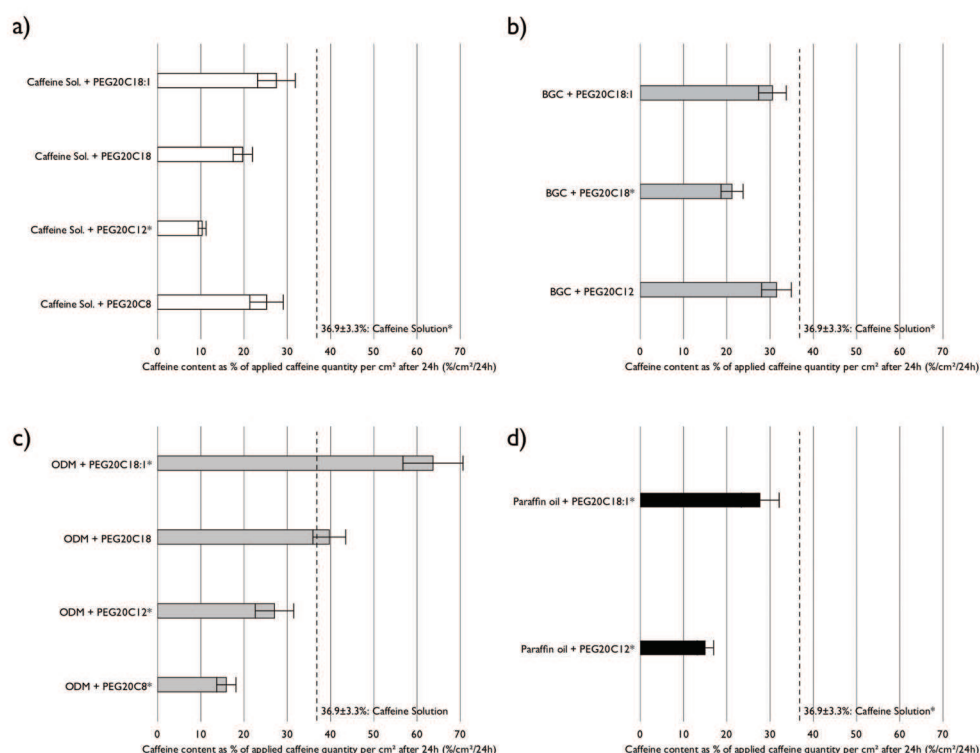 a)
Caffeine Sol. + PEG20C18:1
Caffeine Sol. + PEG20C18
Caffeine Sol. + PEG20C12*
Caffeine Sol. + PEG20C8
36.9±3.3%: Caffeine Solution*
0 10 20 30 40 50 60 70
Caffeine content as % of applied caffeine quantity per cm² after 24h (%/cm²/24h)
b)
BGC + PEG20C18:1
BGC + PEG20C18*
BGC + PEG20C12
36.9±3.3%: Caffeine Solution*
0 10 20 30 40 50 60 70
Caffeine content as % of applied caffeine quantity per cm² after 24h (%/cm²/24h)
c)
ODM + PEG20C18:1*
ODM + PEG20C18
ODM + PEG20C12*
ODM + PEG20C8*
36.9±3.3%: Caffeine Solution
0 10 20 30 40 50 60 70
Caffeine content as % of applied caffeine quantity per cm² after 24h (%/cm²/24h)
d)
Paraffin oil + PEG20C18:1*
Paraffin oil + PEG20C12*
36.9±3.3%: Caffeine Solution*
0 10 20 30 40 50 60 70
Caffeine content as % of applied caffeine quantity per cm² after 24h (%/cm²/24h)